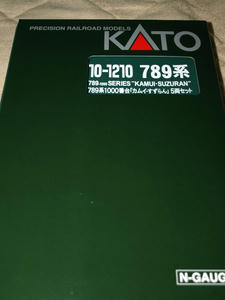 PRECISION RAILROAD MODELS
KATO
10-1210 789系
789-1000 SERIES "KAMUI・SUZURAN"
789系1000番台「カムイ・すずらん」5両セット
N-GAUG